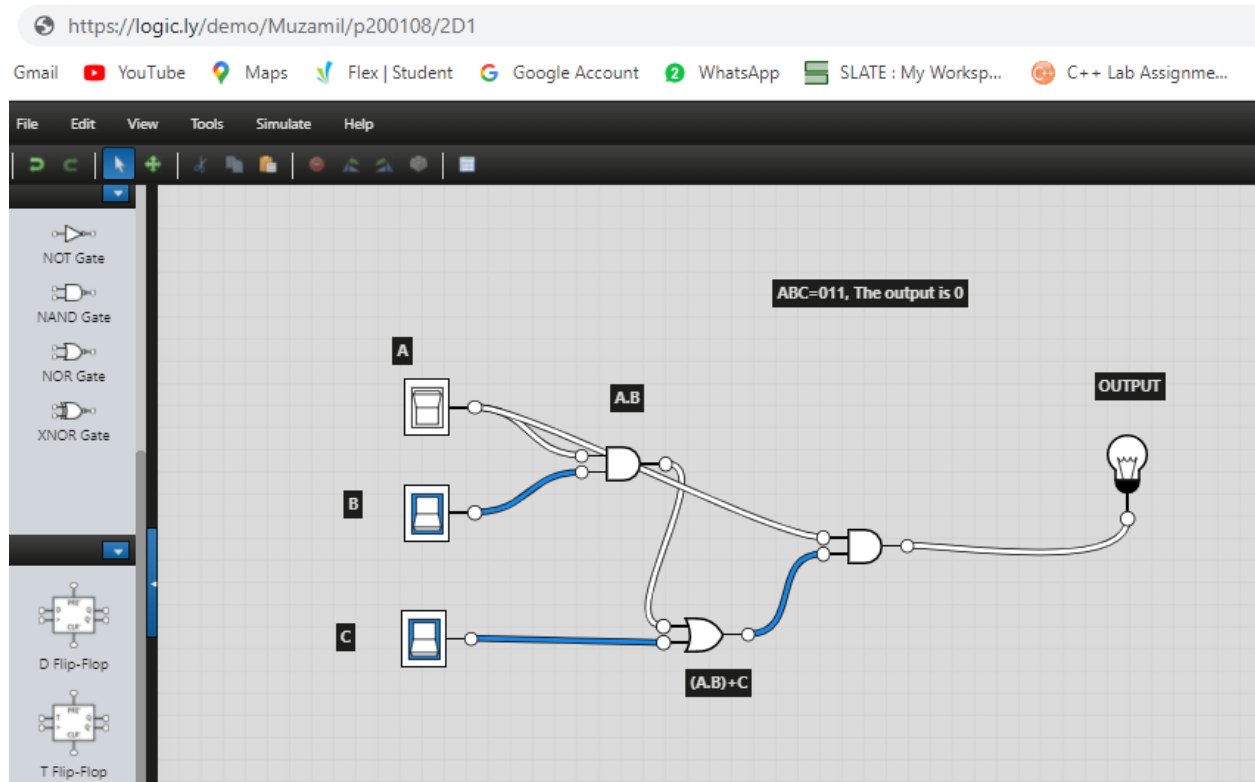 https://logic.ly/demo/Muzamil/p200108/2D1
Gmail YouTube Maps Flex | Student Google Account 2 WhatsApp SLATE : My Worksp... C++ Lab Assignme...
File Edit View Tools Simulate Help
NOT Gate
NAND Gate
NOR Gate
XNOR Gate
ABC=011, The output is 0
A
A.B
OUTPUT
B
C
(A.B)+C
D Flip-Flop
T Flip-Flop